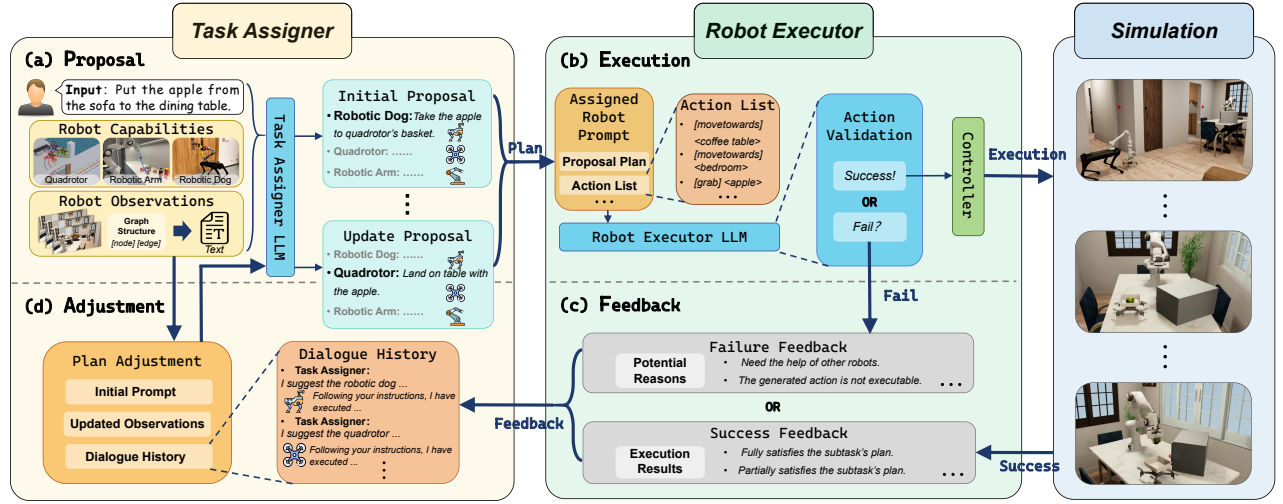 Task Assigner
Robot Executor
Simulation
(a) Proposal
Input: Put the apple from
the sofa to the dining table.
Robot Capabilities
Quadrotor
Robotic Arm
Robotic Dog
Robot Observations
Graph
Structure
[node] [edge]
Text
Task Assigner LLM
Initial Proposal
• Robotic Dog: Take the apple
to quadrotor's basket.
• Quadrotor: ......
• Robotic Arm: ......
Update Proposal
• Robotic Dog: ......
• Quadrotor: Land on table with
the apple.
• Robotic Arm: ......
Plan
(b) Execution
Assigned
Robot
Prompt
Proposal Plan
Action List
...
Action List
• [movetowards]
<coffee table>
• [movetowards]
<bedroom>
• [grab] <apple>
...
Robot Executor LLM
Action
Validation
Success!
OR
Fail?
Controller
Execution
Fail
(c) Feedback
Failure Feedback
Potential
Reasons
• Need the help of other robots.
• The generated action is not executable.
...
OR
Success Feedback
Execution
Results
• Fully satisfies the subtask's plan.
• Partially satisfies the subtask's plan.
...
Success
Feedback
(d) Adjustment
Plan Adjustment
Initial Prompt
Updated Observations
Dialogue History
Dialogue History
• Task Assigner:
I suggest the robotic dog ...
Following your instructions, I have
executed ...
• Task Assigner:
I suggest the quadrotor ...
Following your instructions, I have
executed ...